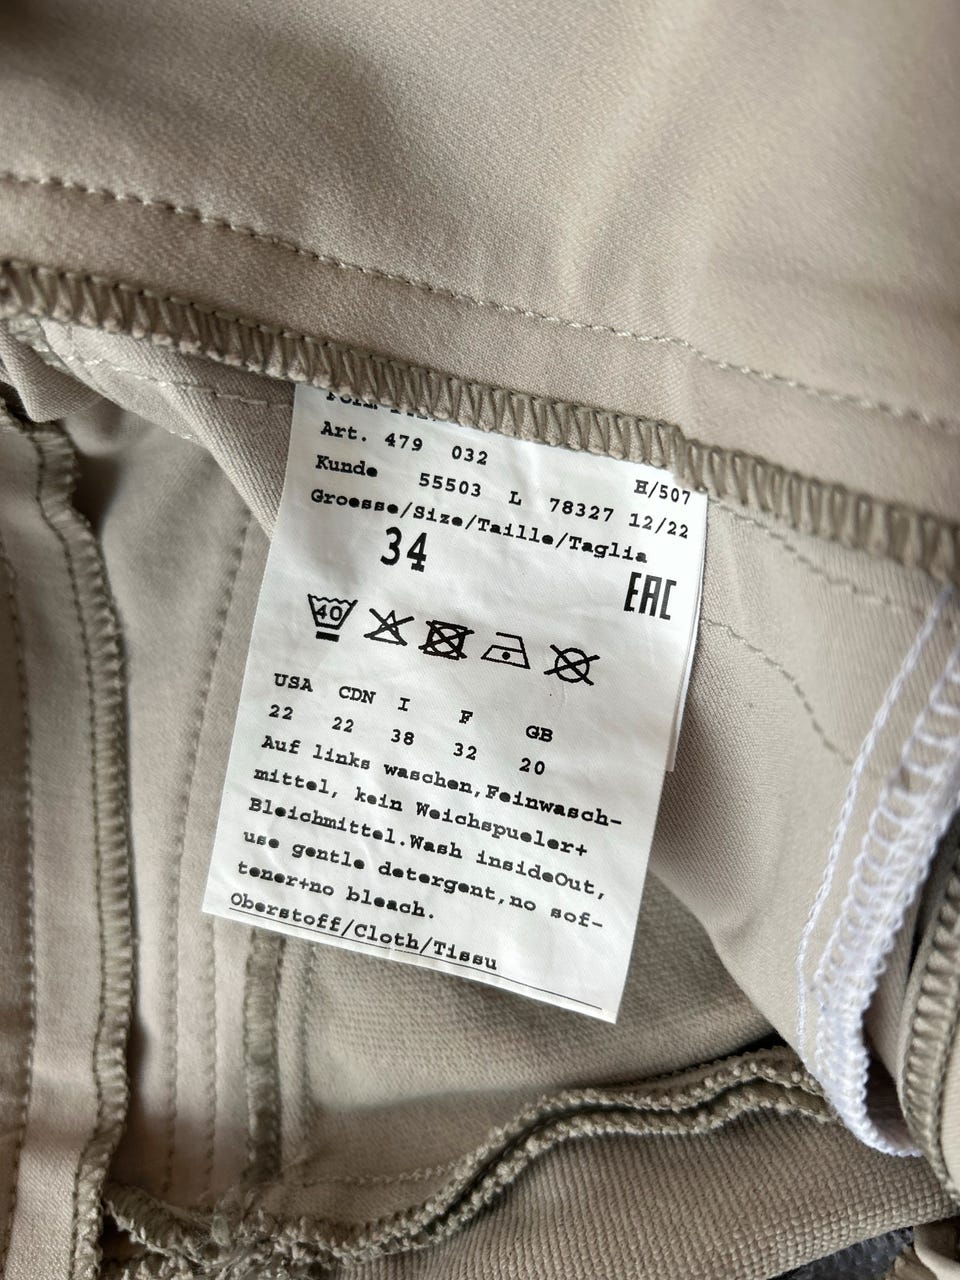 Art. 479 032
H/507
Kunde 55503 L 78327 12/22
Groesse/Size/Taille/Taglia
34
EAC
40
USA CDN I F GB
22 22 38 32 20
Auf links waschen,Feinwasch-
mittel, kein Weichspueler+
Bleichmittel.Wash insideOut,
use gentle detergent,no sof-
tener+no bleach.
Oberstoff/Cloth/Tissu